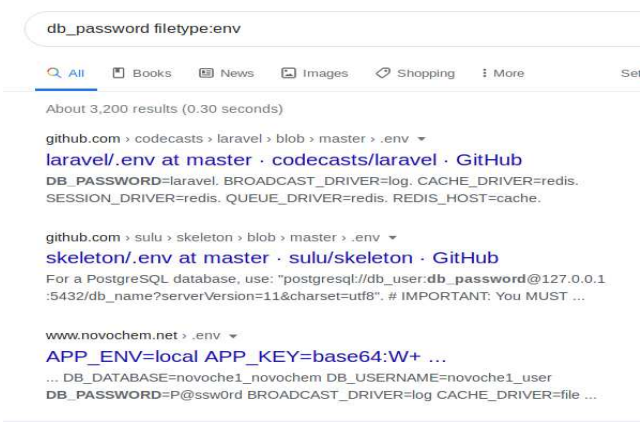 db_password filetype:env
All Books News Images Shopping More Set
About 3,200 results (0.30 seconds)
github.com › codecasts › laravel › blob › master › .env
laravel/.env at master · codecasts/laravel · GitHub
DB_PASSWORD=laravel. BROADCAST_DRIVER=log. CACHE_DRIVER=redis.
SESSION_DRIVER=redis. QUEUE_DRIVER=redis. REDIS_HOST=cache.
github.com › sulu › skeleton › blob › master › .env
skeleton/.env at master · sulu/skeleton · GitHub
For a PostgreSQL database, use: "postgresql://db_user:db_password@127.0.0.1
:5432/db_name?serverVersion=11&charset=utf8". # IMPORTANT: You MUST ...
www.novochem.net › .env
APP_ENV=local APP_KEY=base64:W+ ...
... DB_DATABASE=novoche1_novochem DB_USERNAME=novoche1_user
DB_PASSWORD=P@ssw0rd BROADCAST_DRIVER=log CACHE_DRIVER=file ...